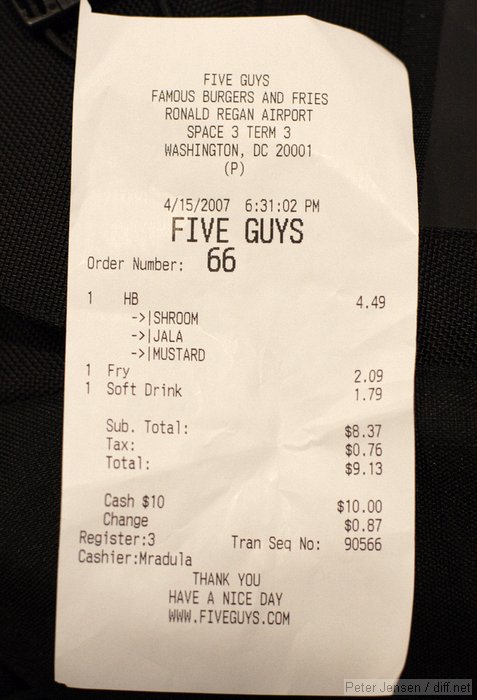 FIVE GUYS
FAMOUS BURGERS AND FRIES
RONALD REGAN AIRPORT
SPACE 3 TERM 3
WASHINGTON, DC 20001
(P)
4/15/2007 6:31:02 PM
FIVE GUYS
Order Number: 66
1 HB 4.49
->|SHROOM
->|JALA
->|MUSTARD
1 Fry 2.09
1 Soft Drink 1.79
Sub. Total: $8.37
Tax: $0.76
Total: $9.13
Cash $10 $10.00
Change $0.87
Register:3 Tran Seq No: 90566
Cashier:Mradula
THANK YOU
HAVE A NICE DAY
WWW.FIVEGUYS.COM
Peter Jensen / diff.net